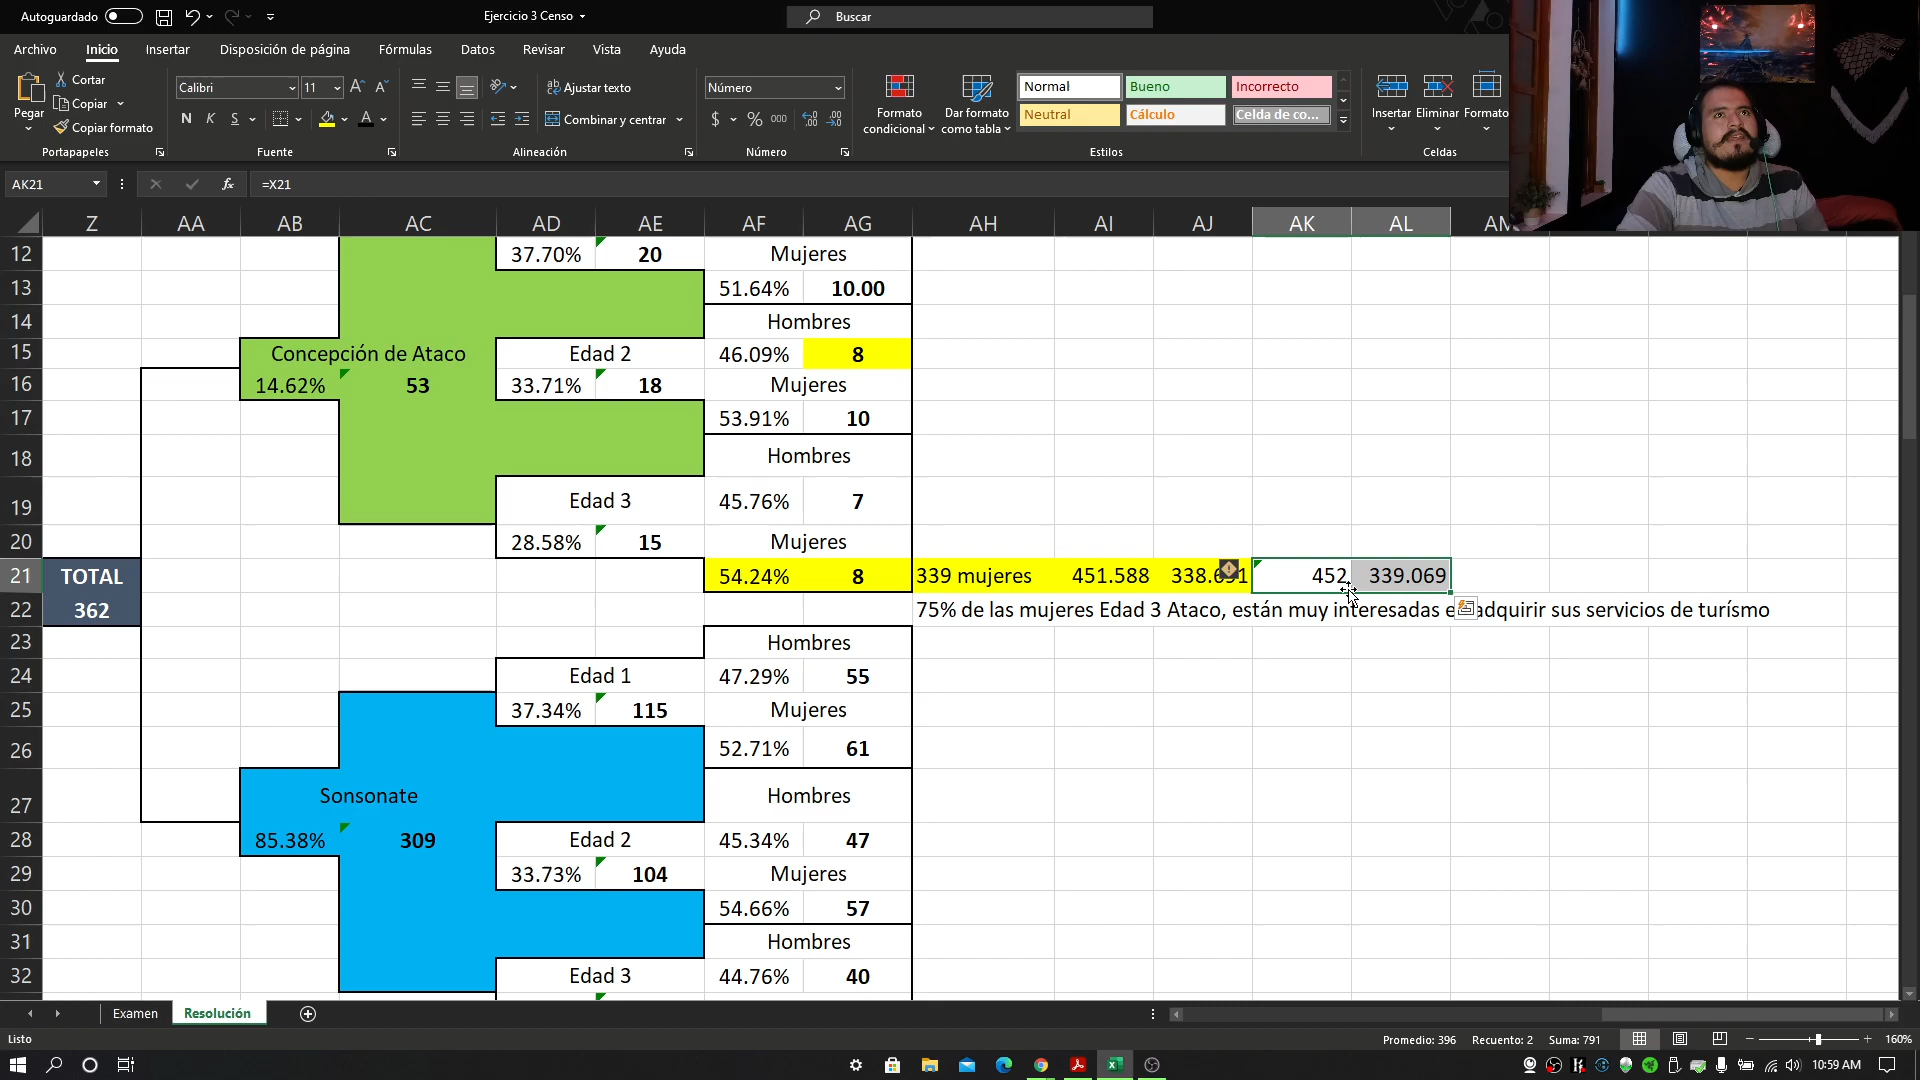 Autoguardado
Ejercicio 3 Censo
Buscar
Archivo Inicio Insertar Disposición de página Fórmulas Datos Revisar Vista Ayuda
Pegar
Cortar
Copiar
Copiar formato
Portapapeles
Calibri 11
N K S
Fuente
Ajustar texto
Combinar y centrar
Alineación
Número
$ % 000
Número
Formato condicional
Dar formato como tabla
Normal Bueno Incorrecto
Neutral Cálculo Celda de co...
Estilos
Insertar Eliminar Formato
Celdas
AK21 fx =X21
Z AA AB AC AD AE AF AG AH AI AJ AK AL
12 37.70% 20 Mujeres
13 51.64% 10.00
14 Hombres
15 Concepción de Ataco Edad 2 46.09% 8
16 14.62% 53 33.71% 18 Mujeres
17 53.91% 10
18 Hombres
19 Edad 3 45.76% 7
20 28.58% 15 Mujeres
21 TOTAL 54.24% 8 339 mujeres 451.588 452 339.069
22 362 75% de las mujeres Edad 3 Ataco, están muy interesadas adquirir sus servicios de turísmo
23 Hombres
24 Edad 1 47.29% 55
25 37.34% 115 Mujeres
26 52.71% 61
27 Sonsonate Hombres
28 85.38% 309 Edad 2 45.34% 47
29 33.73% 104 Mujeres
30 54.66% 57
31 Hombres
32 Edad 3 44.76% 40
Examen Resolución
Listo
Promedio: 396 Recuento: 2 Suma: 791 160%
10:59 AM